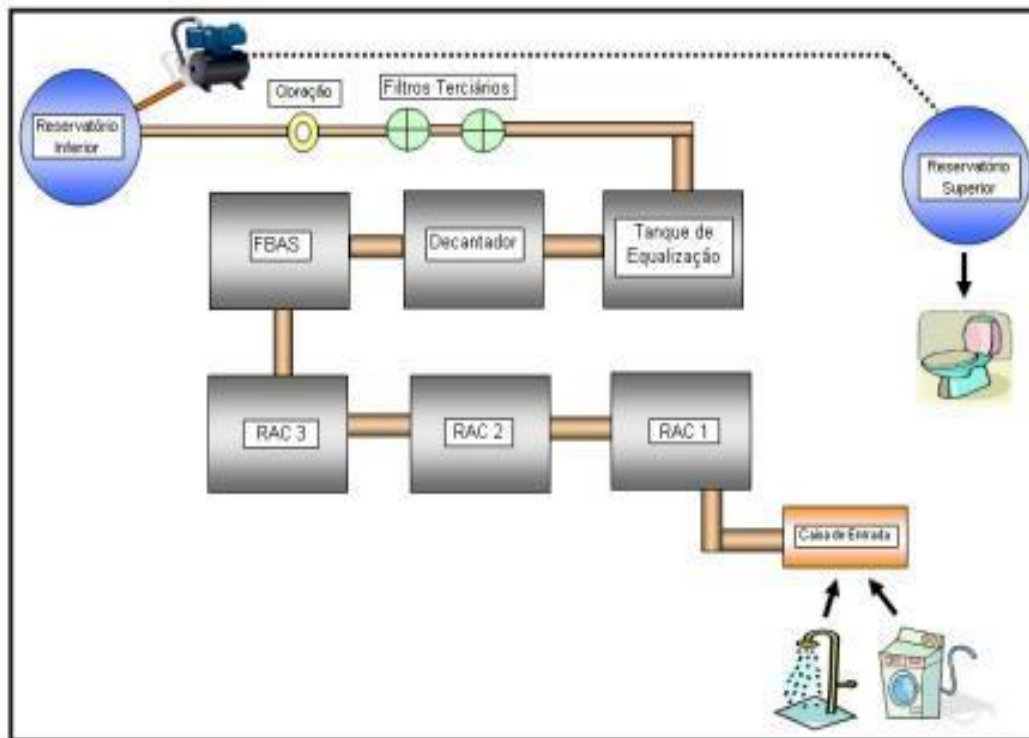 Cloração
Filtros Terciários
Reservatório
Inferior
Reservatório
Superior
FBAS
Decantador
Tanque de
Equalização
RAC 3
RAC 2
RAC 1
Caixa de Entrada